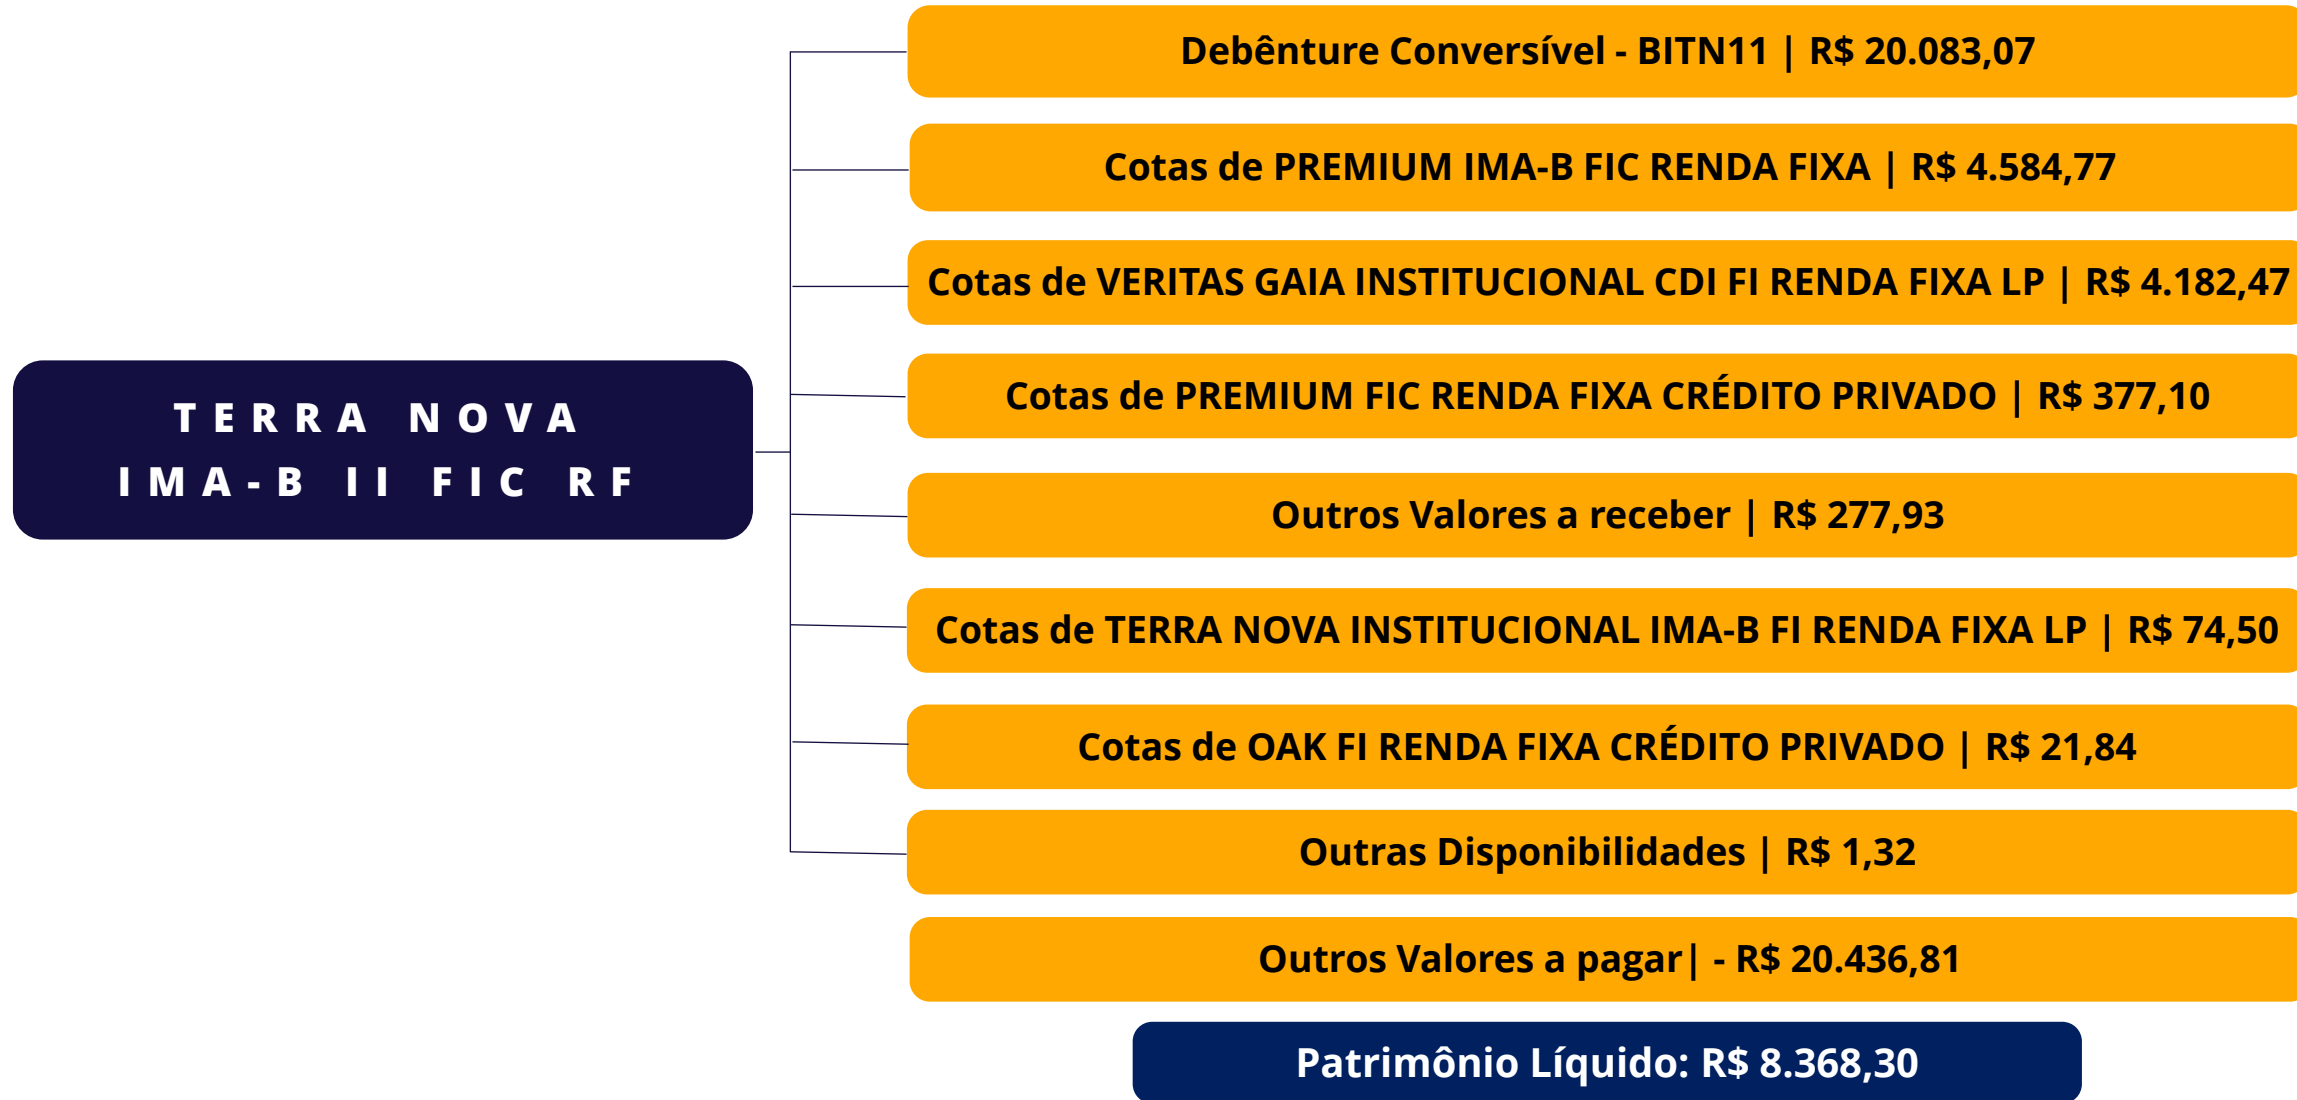 TERRA NOVA
IMA-B II FIC RF
Debênture Conversível - BITN11 | R$ 20.083,07
Cotas de PREMIUM IMA-B FIC RENDA FIXA | R$ 4.584,77
Cotas de VERITAS GAIA INSTITUCIONAL CDI FI RENDA FIXA LP | R$ 4.182,47
Cotas de PREMIUM FIC RENDA FIXA CRÉDITO PRIVADO | R$ 377,10
Outros Valores a receber | R$ 277,93
Cotas de TERRA NOVA INSTITUCIONAL IMA-B FI RENDA FIXA LP | R$ 74,50
Cotas de OAK FI RENDA FIXA CRÉDITO PRIVADO | R$ 21,84
Outras Disponibilidades | R$ 1,32
Outros Valores a pagar| - R$ 20.436,81
Patrimônio Líquido: R$ 8.368,30